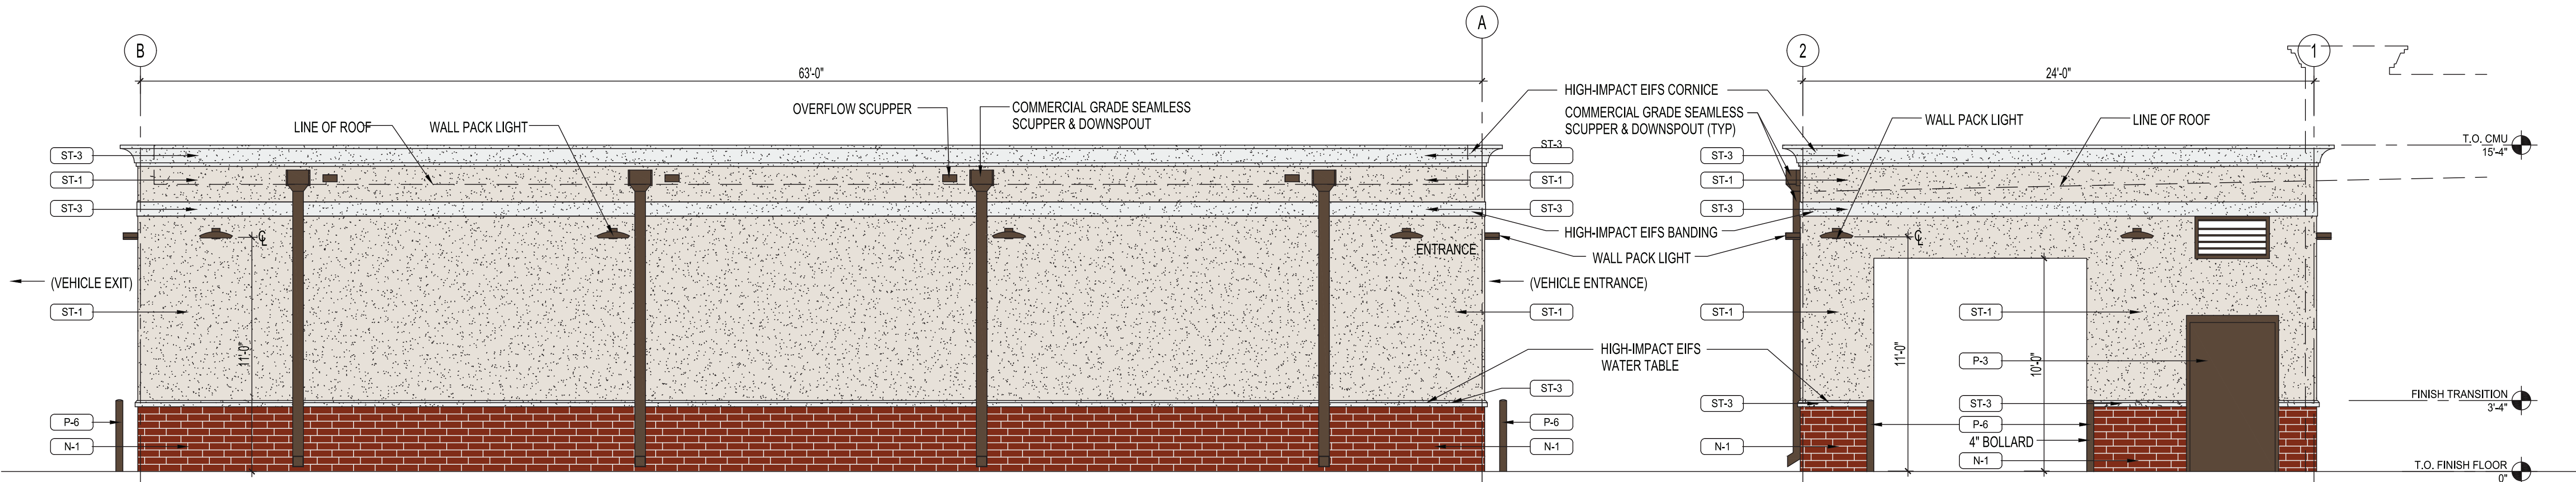 B
A
2
1
63'-0"
24'-0"
OVERFLOW SCUPPER
COMMERCIAL GRADE SEAMLESS
SCUPPER & DOWNSPOUT
LINE OF ROOF
WALL PACK LIGHT
HIGH-IMPACT EIFS CORNICE
COMMERCIAL GRADE SEAMLESS
SCUPPER & DOWNSPOUT (TYP)
WALL PACK LIGHT
LINE OF ROOF
T.O. CMU
15'-4"
ST-3
ST-1
ST-3
ST-3
ST-1
ST-3
ST-3
ST-1
ST-3
HIGH-IMPACT EIFS BANDING
ENTRANCE
WALL PACK LIGHT
(VEHICLE EXIT)
(VEHICLE ENTRANCE)
ST-1
ST-1
ST-1
ST-1
11'-0"
11'-0"
10'-0"
HIGH-IMPACT EIFS
WATER TABLE
P-3
ST-3
ST-3
ST-3
FINISH TRANSITION
3'-4"
P-6
P-6
P-6
4" BOLLARD
N-1
N-1
N-1
N-1
T.O. FINISH FLOOR
0"